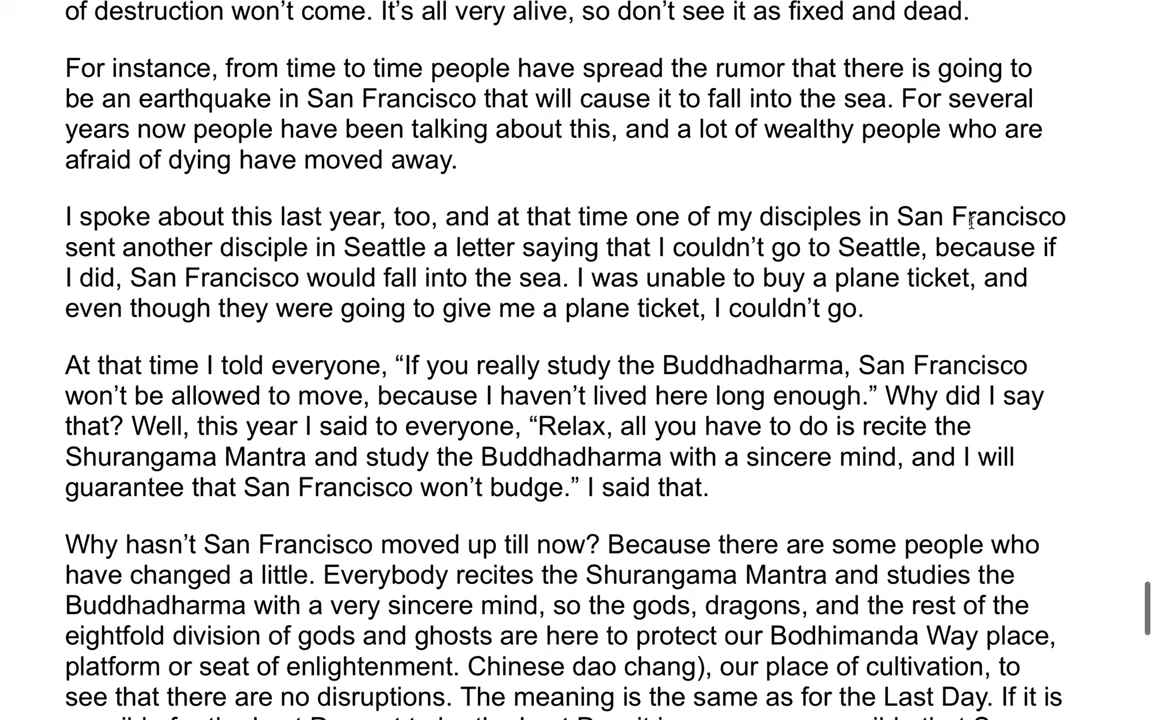 of destruction won’t come. It’s all very alive, so don’t see it as fixed and dead.
For instance, from time to time people have spread the rumor that there is going to
be an earthquake in San Francisco that will cause it to fall into the sea. For several
years now people have been talking about this, and a lot of wealthy people who are
afraid of dying have moved away.
I spoke about this last year, too, and at that time one of my disciples in San Francisco
sent another disciple in Seattle a letter saying that I couldn’t go to Seattle, because if
I did, San Francisco would fall into the sea. I was unable to buy a plane ticket, and
even though they were going to give me a plane ticket, I couldn’t go.
At that time I told everyone, “If you really study the Buddhadharma, San Francisco
won’t be allowed to move, because I haven’t lived here long enough.” Why did I say
that? Well, this year I said to everyone, “Relax, all you have to do is recite the
Shurangama Mantra and study the Buddhadharma with a sincere mind, and I will
guarantee that San Francisco won’t budge.” I said that.
Why hasn’t San Francisco moved up till now? Because there are some people who
have changed a little. Everybody recites the Shurangama Mantra and studies the
Buddhadharma with a very sincere mind, so the gods, dragons, and the rest of the
eightfold division of gods and ghosts are here to protect our Bodhimanda Way place,
platform or seat of enlightenment. Chinese dao chang), our place of cultivation, to
see that there are no disruptions. The meaning is the same as for the Last Day. If it is